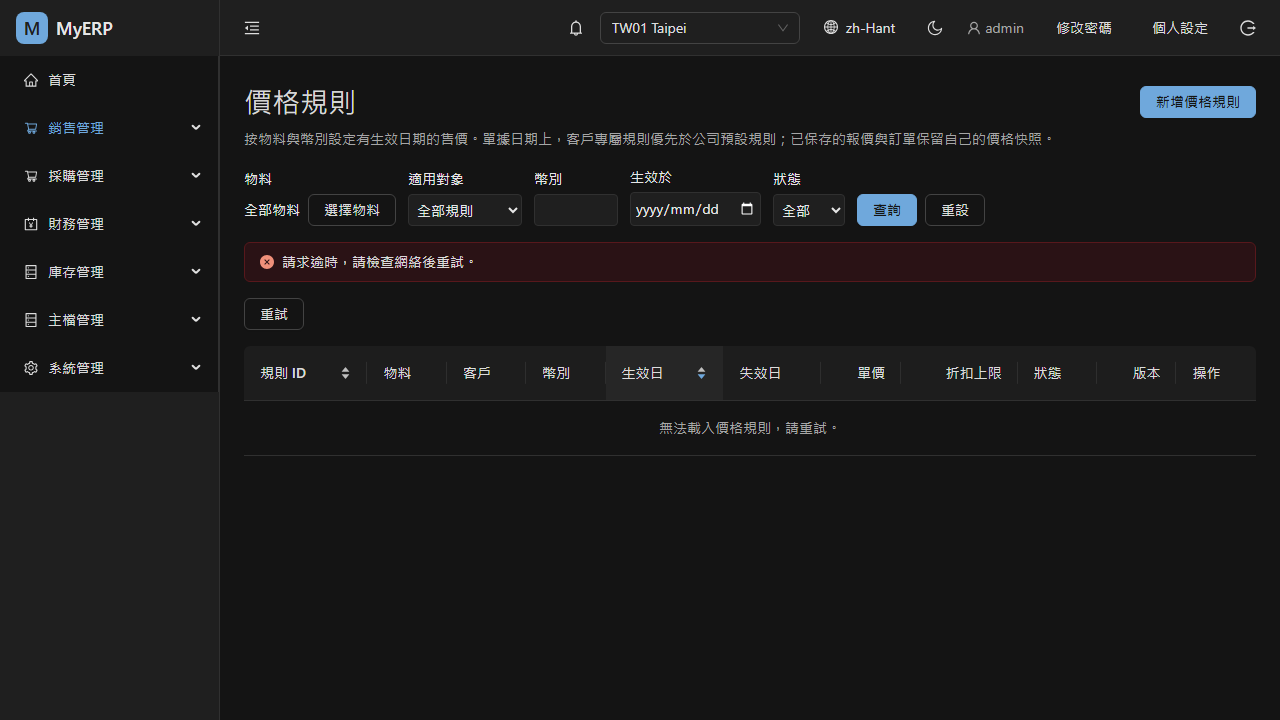 M MyERP
TW01 Taipei
zh-Hant
admin
修改密碼
個人設定
首頁
銷售管理
採購管理
財務管理
庫存管理
主檔管理
系統管理
價格規則
新增價格規則
按物料與幣別設定有生效日期的售價。單據日期上，客戶專屬規則優先於公司預設規則；已保存的報價與訂單保留自己的價格快照。
物料 適用對象 幣別 生效於 狀態
全部物料 選擇物料 全部規則 yyyy/mm/dd 全部 查詢 重設
請求逾時，請檢查網絡後重試。
重試
規則 ID 物料 客戶 幣別 生效日 失效日 單價 折扣上限 狀態 版本 操作
無法載入價格規則，請重試。